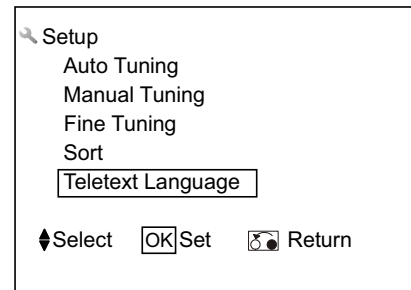 Setup
Auto Tuning
Manual Tuning
Fine Tuning
Sort
Teletext Language
Select OK Set Return